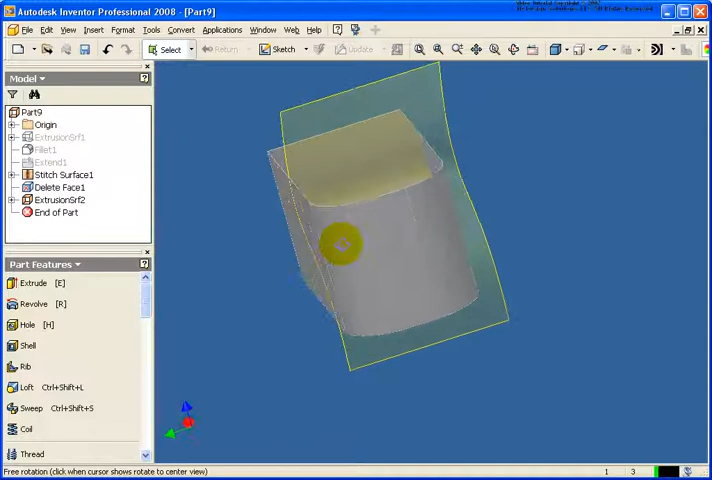 Autodesk Inventor Professional 2008 - [Part9]
File Edit View Insert Format Tools Convert Applications Window Web Help
Select Return Sketch Update
Model
Part9
Origin
ExtrusionSrf1
Fillet1
Extend1
Stitch Surface1
Delete Face1
ExtrusionSrf2
End of Part
Part Features
Extrude [E]
Revolve [R]
Hole [H]
Shell
Rib
Loft Ctrl+Shift+L
Sweep Ctrl+Shift+S
Coil
Thread
Free rotation (click when cursor shows rotate to center view) 1 3